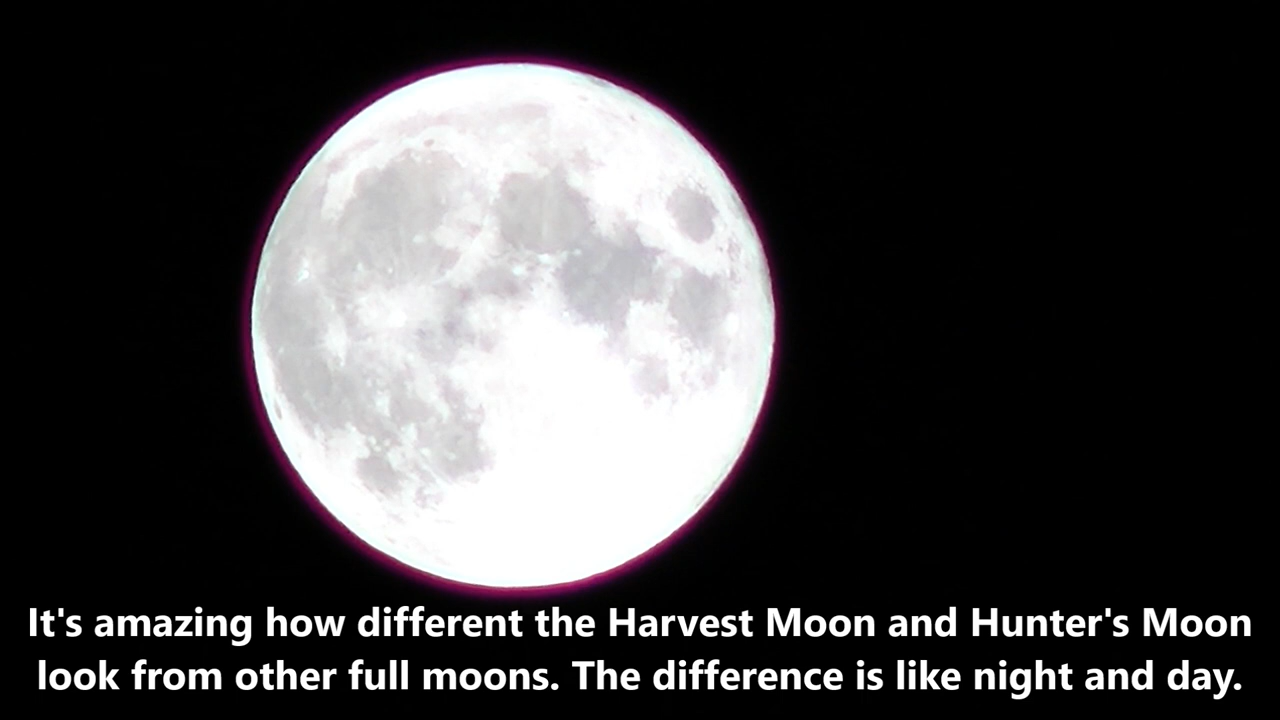 It's amazing how different the Harvest Moon and Hunter's Moon
look from other full moons. The difference is like night and day.